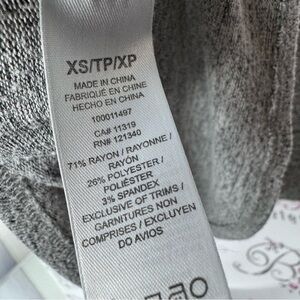 XS/TP/XP
MADE IN CHINA
FABRIQUÉ EN CHINE
HECHO EN CHINA
100011497
CA# 11319
RN# 121340
71% RAYON / RAYONNE /
RAYÓN
26% POLYESTER /
POLIÉSTER
3% SPANDEX
EXCLUSIVE OF TRIMS /
GARNITURES NON
COMPRISES / EXCLUYEN
DO AVIOS